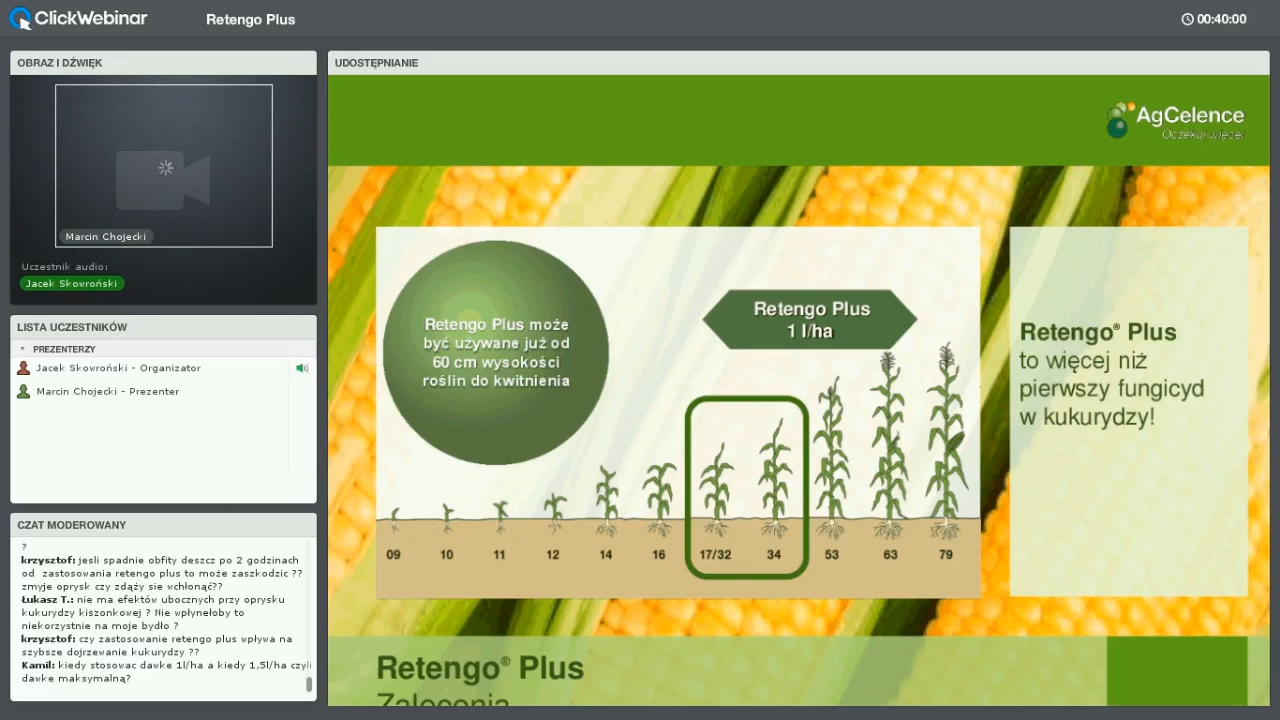 ClickWebinar
Retengo Plus
00:40:00
OBRAZ I DŹWIĘK
Marcin Chojecki
Uczestnik audio:
Jacek Skowroński
LISTA UCZESTNIKÓW
PREZENTERZY
Jacek Skowroński - Organizator
Marcin Chojecki - Prezenter
CZAT MODEROWANY
?
krzysztof: jesli spadnie obfity deszcz po 2 godzinach
od zastosowania retengo plus to może zaszkodzic ??
zmyje oprysk czy zdąży sie wchłonąć??
Łukasz T.: nie ma efektów ubocznych przy oprysku
kukurydzy kiszonkowej ? Nie wpłynełoby to
niekorzystnie na moje bydło ?
krzysztof: czy zastosowanie retengo plus wpływa na
szybsze dojrzewanie kukurydzy ??
Kamil: kiedy stosowac dawke 1l/ha a kiedy 1,5l/ha czyli
dawke maksymalną?
UDOSTĘPNIANIE
AgCelence
Oczekuj więcej
Retengo Plus może
być używane już od
60 cm wysokości
roślin do kwitnienia
Retengo Plus
1 l/ha
09 10 11 12 14 16 17/32 34 53 63 79
Retengo® Plus
to więcej niż
pierwszy fungicyd
w kukurydzy!
Retengo® Plus
Zalecenia